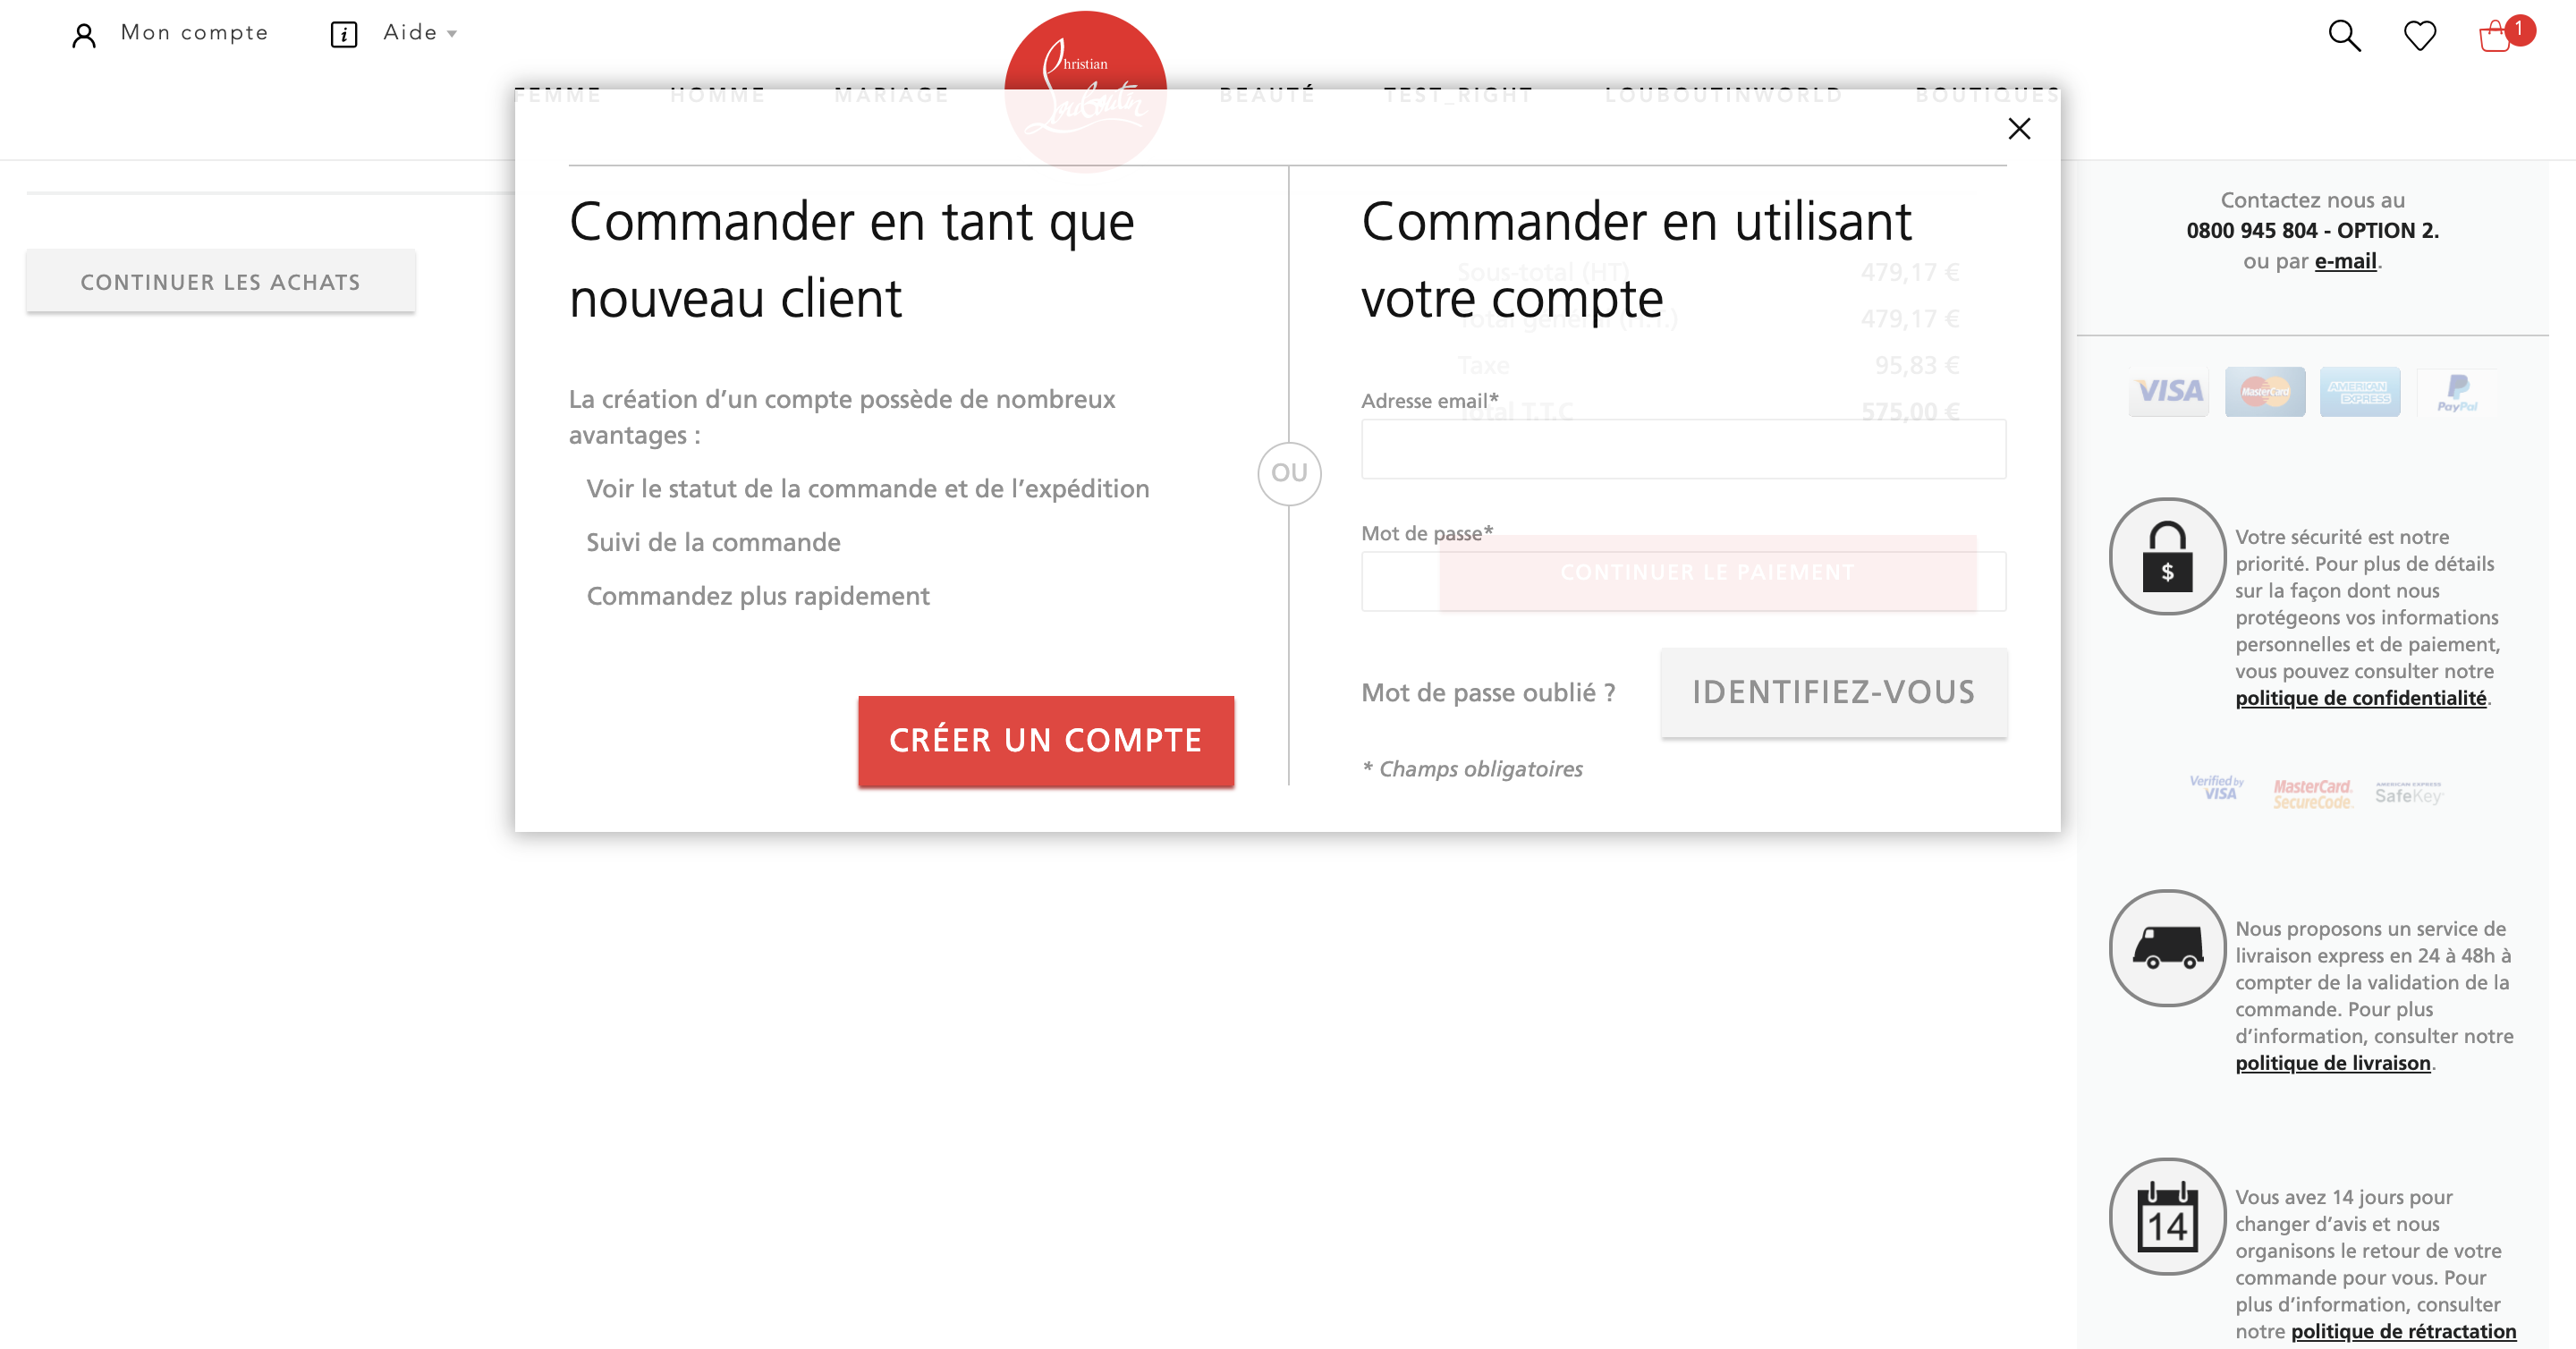 Mon compte
Aide
1
Christian
Louboutin
FEMME
HOMME
MARIAGE
BEAUTÉ
TEST_RIGHT
LOUBOUTINWORLD
BOUTIQUES
CONTINUER LES ACHATS
Commander en tant que
nouveau client
La création d’un compte possède de nombreux
avantages :
Voir le statut de la commande et de l’expédition
Suivi de la commande
Commandez plus rapidement
CRÉER UN COMPTE
OU
Commander en utilisant
votre compte
Sous-total (HT) 479,17 €
Total général (H.T.) 479,17 €
Taxe 95,83 €
Total T.T.C 575,00 €
Adresse email*
Mot de passe*
CONTINUER LE PAIEMENT
Mot de passe oublié ?
IDENTIFIEZ-VOUS
* Champs obligatoires
Contactez nous au
0800 945 804 - OPTION 2.
ou par e-mail.
VISA
MasterCard
AMERICAN EXPRESS
PayPal
$
Votre sécurité est notre
priorité. Pour plus de détails
sur la façon dont nous
protégeons vos informations
personnelles et de paiement,
vous pouvez consulter notre
politique de confidentialité.
Verified by
VISA
MasterCard.
SecureCode.
AMERICAN EXPRESS
SafeKey
Nous proposons un service de
livraison express en 24 à 48h à
compter de la validation de la
commande. Pour plus
d’information, consulter notre
politique de livraison.
14
Vous avez 14 jours pour
changer d’avis et nous
organisons le retour de votre
commande pour vous. Pour
plus d’information, consulter
notre politique de rétractation